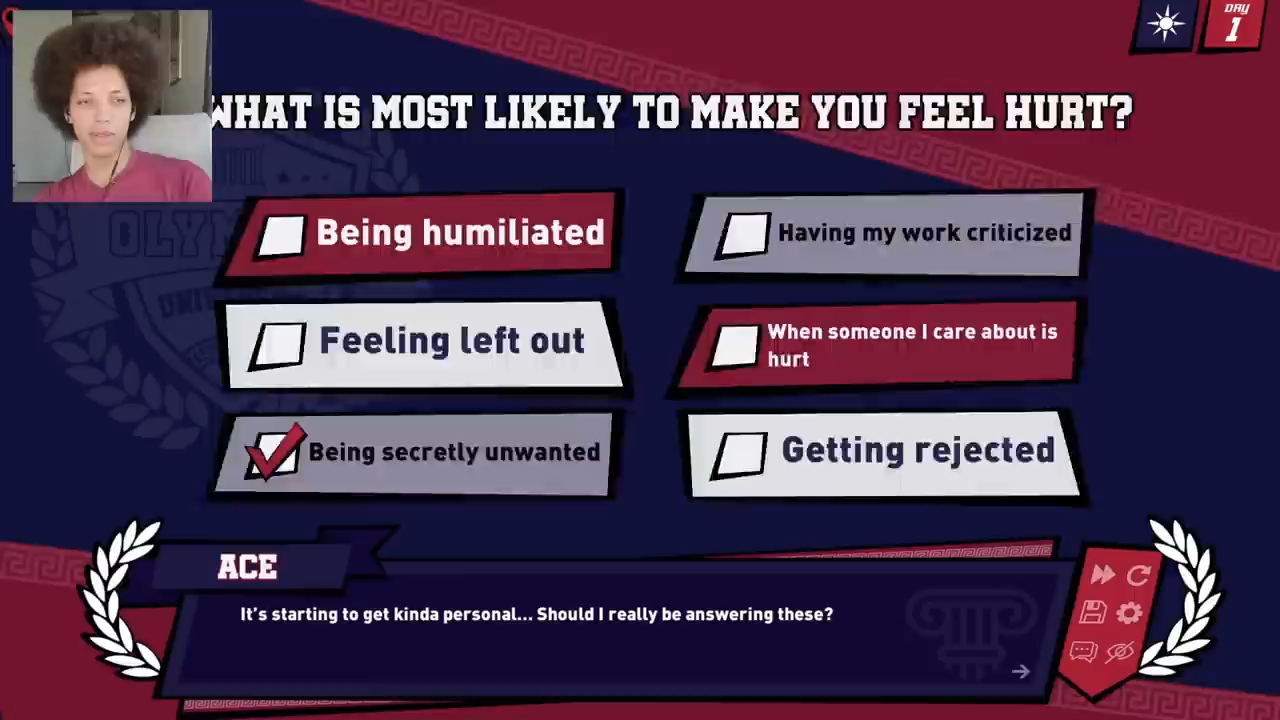 DAY
1
WHAT IS MOST LIKELY TO MAKE YOU FEEL HURT?
Being humiliated
Having my work criticized
Feeling left out
When someone I care about is
hurt
Being secretly unwanted
Getting rejected
ACE
It's starting to get kinda personal... Should I really be answering these?